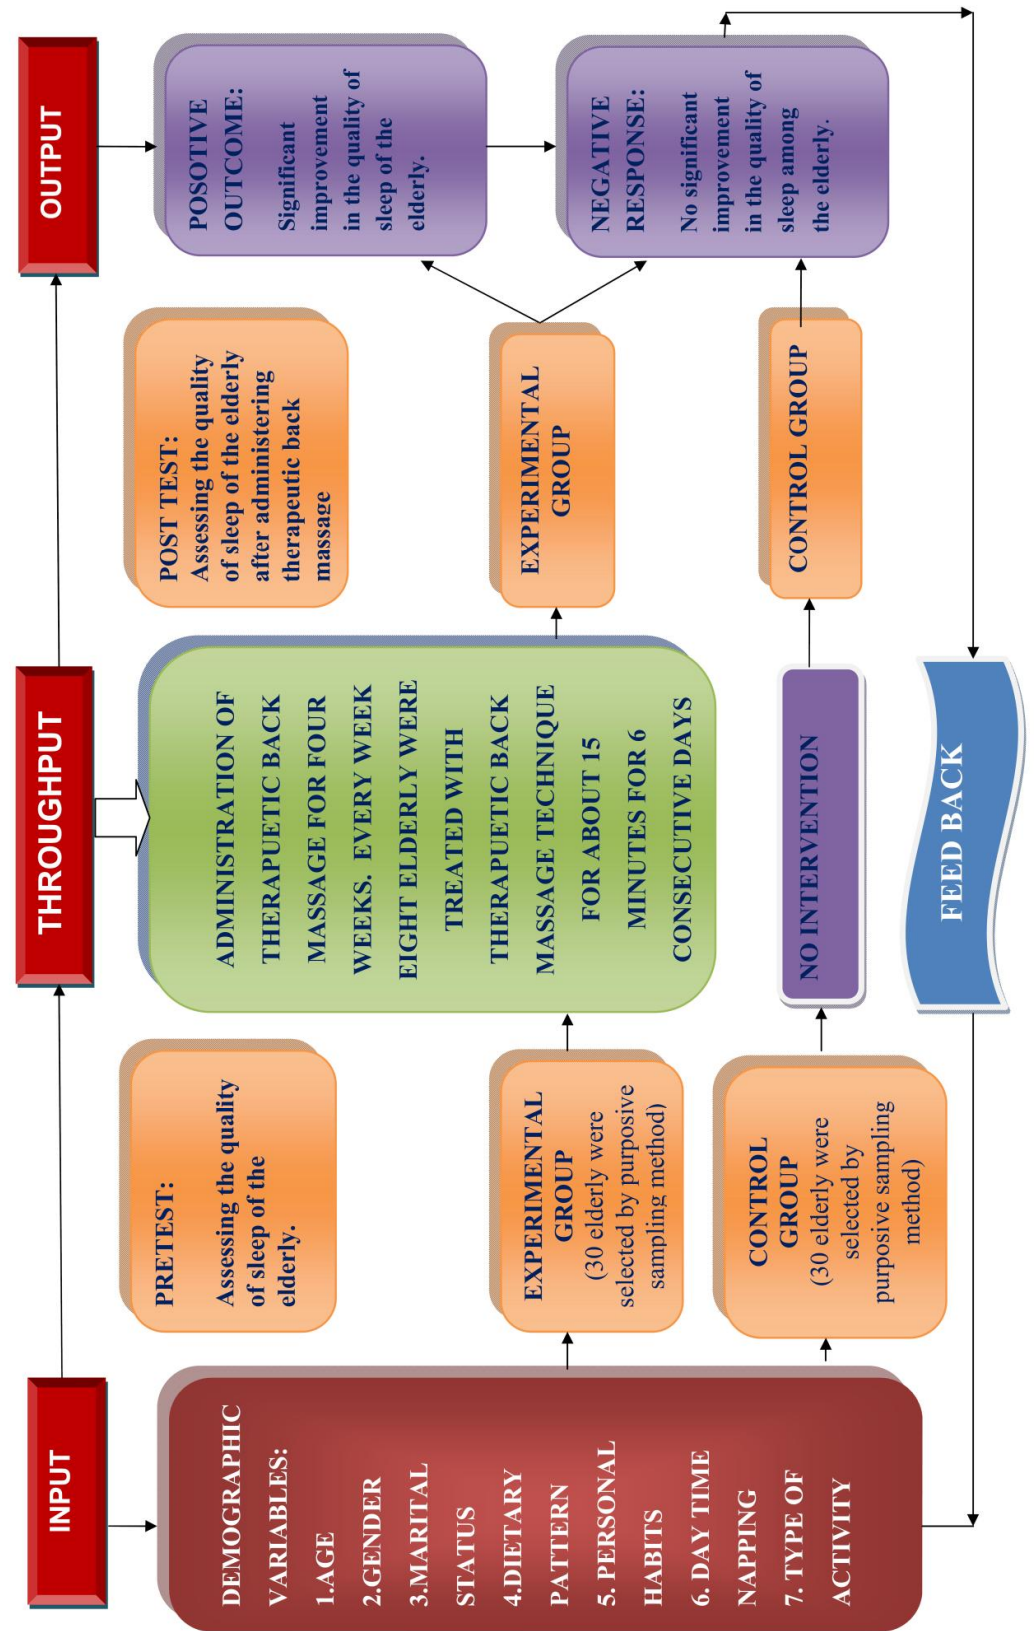 INPUT
THROUGHPUT
OUTPUT
DEMOGRAPHIC
VARIABLES:
1.AGE
2.GENDER
3.MARITAL
STATUS
4.DIETARY
PATTERN
5. PERSONAL
HABITS
6. DAY TIME
NAPPING
7. TYPE OF
ACTIVITY
PRETEST:
Assessing the quality
of sleep of the
elderly.
EXPERIMENTAL
GROUP
(30 elderly were
selected by purposive
sampling method)
CONTROL
GROUP
(30 elderly were
selected by
purposive sampling
method)
ADMINISTRATION OF
THERAPUETIC BACK
MASSAGE FOR FOUR
WEEKS. EVERY WEEK
EIGHT ELDERLY WERE
TREATED WITH
THERAPUETIC BACK
MASSAGE TECHNIQUE
FOR ABOUT 15
MINUTES FOR 6
CONSECUTIVE DAYS
NO INTERVENTION
POST TEST:
Assessing the quality
of sleep of the elderly
after administering
therapeutic back
massage
EXPERIMENTAL
GROUP
CONTROL GROUP
POSOTIVE
OUTCOME:
Significant
improvement
in the quality of
sleep of the
elderly.
NEGATIVE
RESPONSE:
No significant
improvement
in the quality of
sleep among
the elderly.
FEED BACK